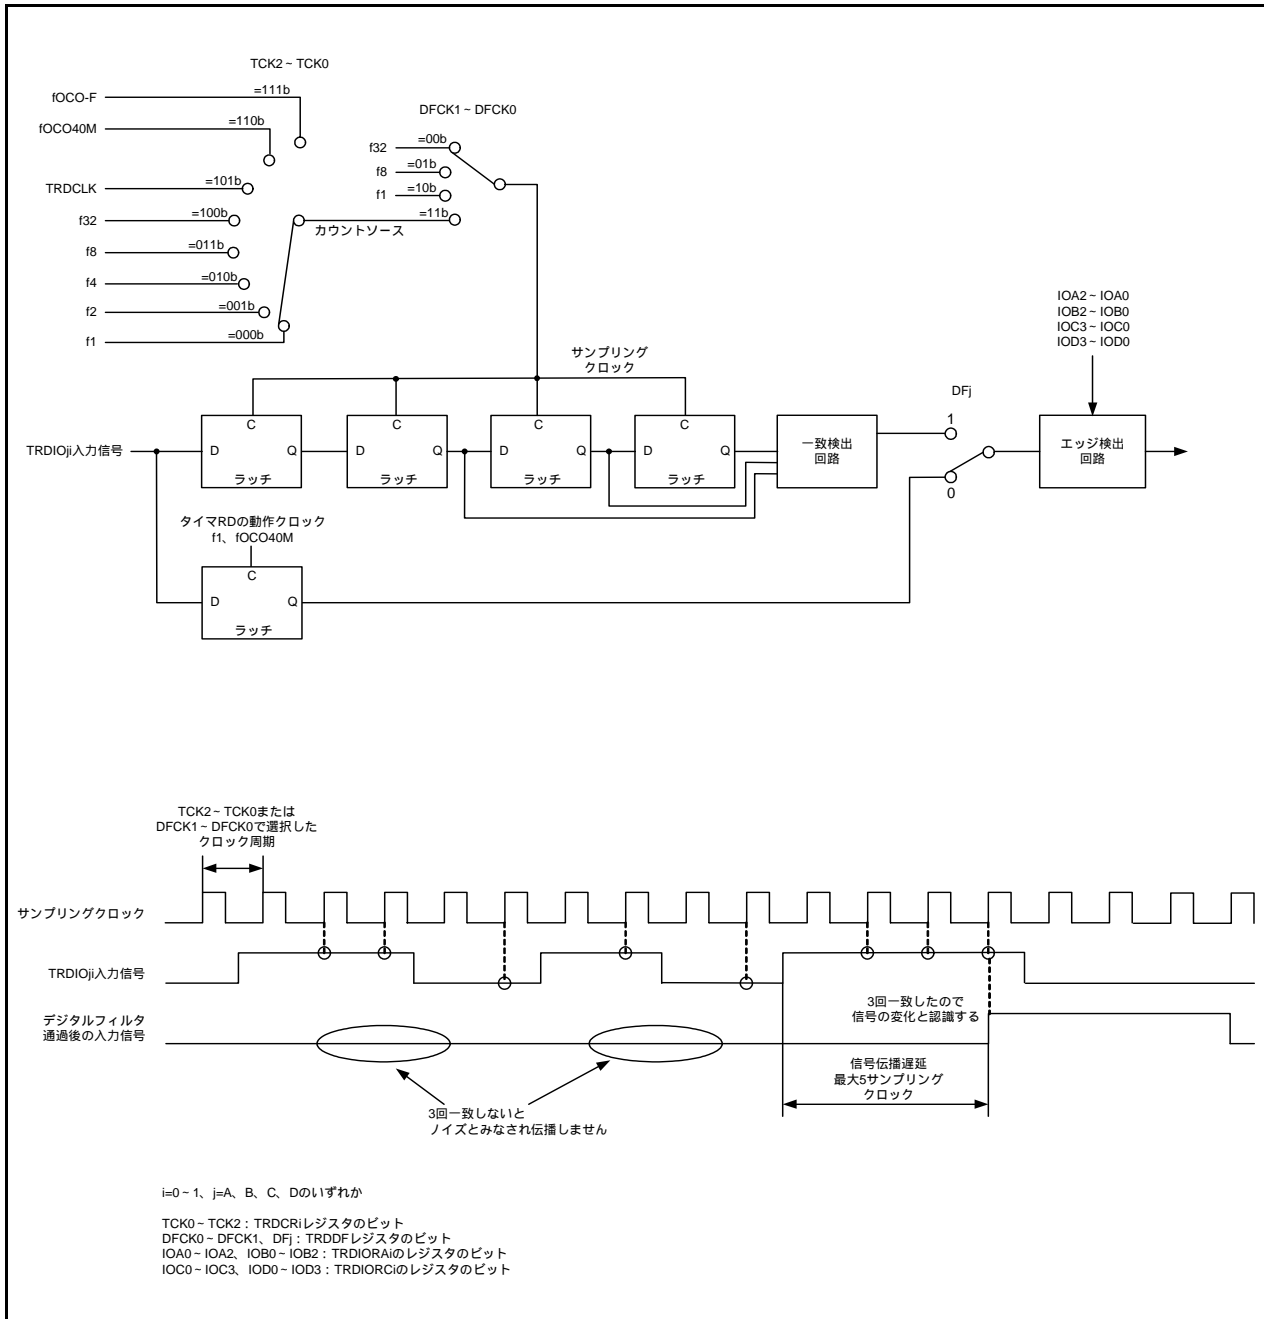 TCK2~TCK0
fOCO-F
=111b
fOCO40M
=110b
TRDCLK
=101b
f32
=100b
f8
=011b
f4
=010b
f2
=001b
f1
=000b
カウントソース
DFCK1~DFCK0
f32
=00b
f8
=01b
f1
=10b
=11b
サンプリング
クロック
IOA2~IOA0
IOB2~IOB0
IOC3~IOC0
IOD3~IOD0
TRDIOji入力信号
C
D
Q
ラッチ
C
D
Q
ラッチ
C
D
Q
ラッチ
C
D
Q
ラッチ
一致検出
回路
DFj
1
0
エッジ検出
回路
タイマRDの動作クロック
f1、fOCO40M
C
D
Q
ラッチ
TCK2~TCK0または
DFCK1~DFCK0で選択した
クロック周期
サンプリングクロック
TRDIOji入力信号
デジタルフィルタ
通過後の入力信号
3回一致したので
信号の変化と認識する
信号伝播遅延
最大5サンプリング
クロック
3回一致しないと
ノイズとみなされ伝播しません
i=0~1、j=A、B、C、Dのいずれか
TCK0~TCK2:TRDCRiレジスタのビット
DFCK0~DFCK1、DFj:TRDDFレジスタのビット
IOA0~IOA2、IOB0~IOB2:TRDIORAiのレジスタのビット
IOC0~IOC3、IOD0~IOD3:TRDIORCiのレジスタのビット